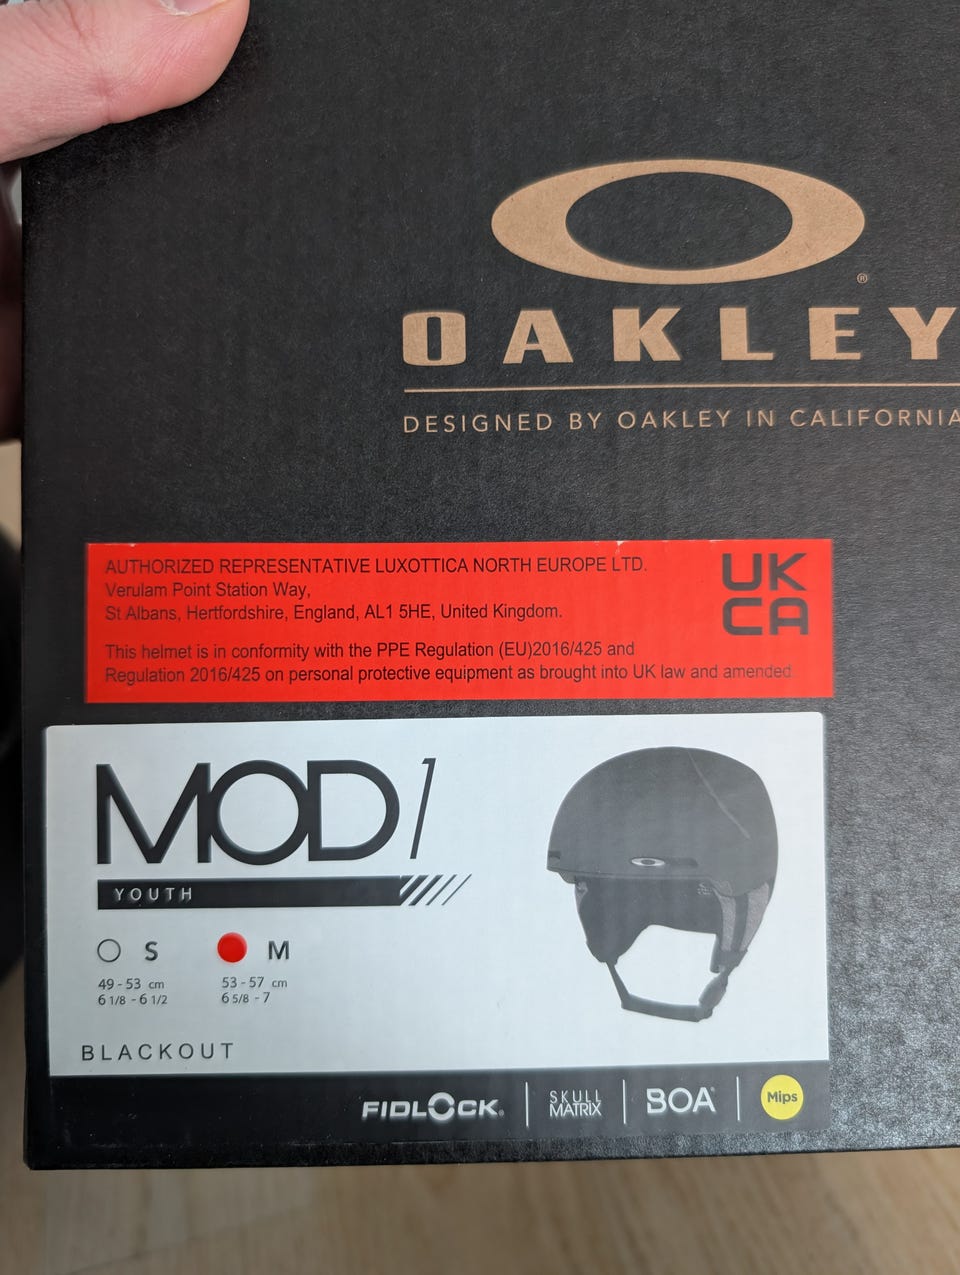 OAKLEY
®
DESIGNED BY OAKLEY IN CALIFORNIA
AUTHORIZED REPRESENTATIVE LUXOTTICA NORTH EUROPE LTD.
Verulam Point Station Way,
St Albans, Hertfordshire, England, AL1 5HE, United Kingdom.
This helmet is in conformity with the PPE Regulation (EU)2016/425 and
Regulation 2016/425 on personal protective equipment as brought into UK law and amended.
UK
CA
MOD1
YOUTH
S M
49 - 53 cm 53 - 57 cm
6 1/8 - 6 1/2 6 5/8 - 7
BLACKOUT
FIDLOCK® SKULL MATRIX BOA® Mips